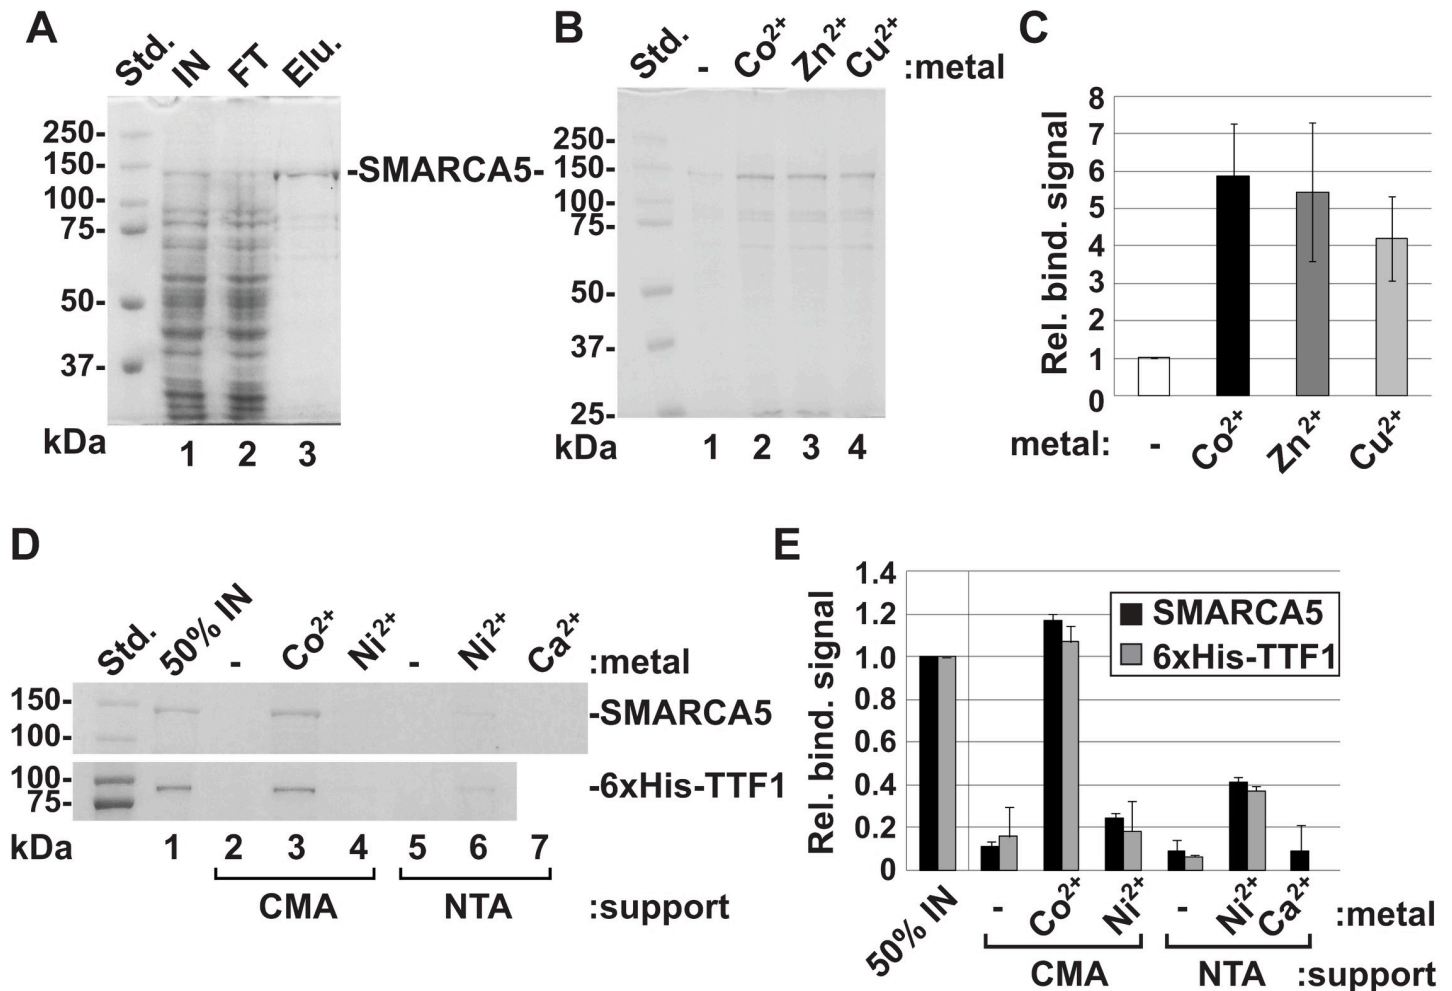 A
Std. IN FT Elu.
250-
150-
100-
75-
50-
37-
kDa 1 2 3
-SMARCA5-
B
Std. - Co²⁺ Zn²⁺ Cu²⁺ :metal
250-
150-
100-
75-
50-
37-
25-
kDa 1 2 3 4
C
Rel. bind. signal
8
7
6
5
4
3
2
1
0
metal: - Co²⁺ Zn²⁺ Cu²⁺
D
Std. 50% IN - Co²⁺ Ni²⁺ - Ni²⁺ Ca²⁺ :metal
150-
100-
-SMARCA5
100-
75-
-6xHis-TTF1
kDa 1 2 3 4 5 6 7
CMA NTA :support
E
Rel. bind. signal
1.4
1.2
1.0
0.8
0.6
0.4
0.2
0
SMARCA5
6xHis-TTF1
50% IN - Co²⁺ Ni²⁺ - Ni²⁺ Ca²⁺ :metal
CMA NTA :support